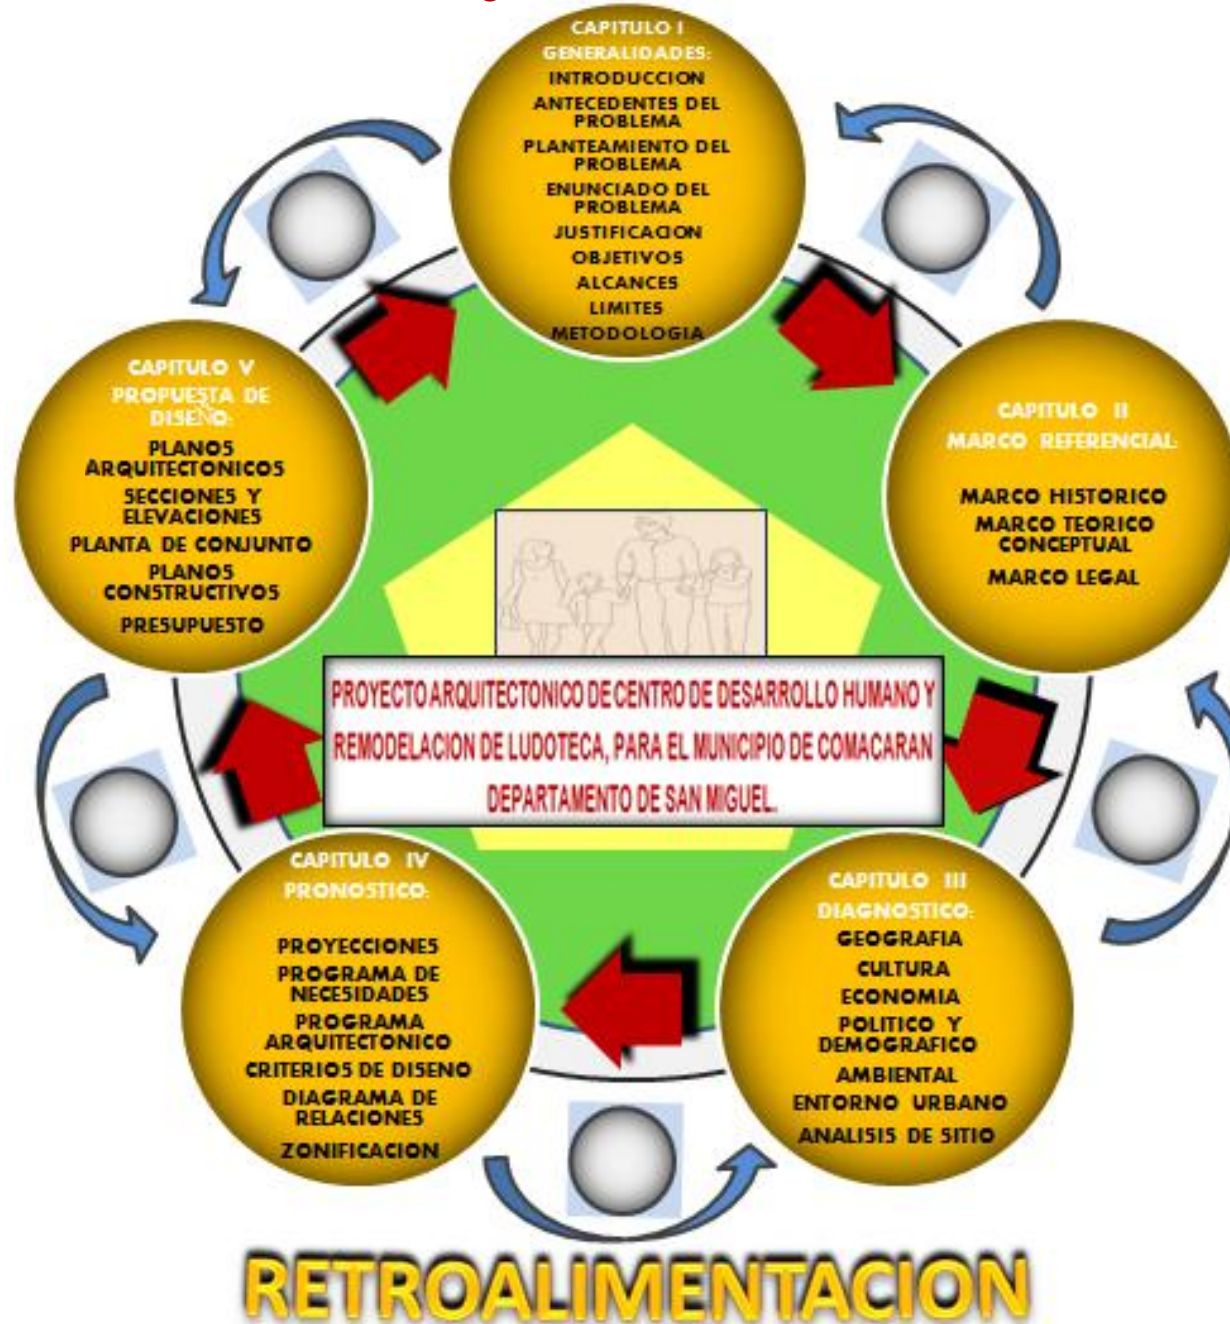 CAPITULO I
GENERALIDADES:
INTRODUCCION
ANTECEDENTES DEL
PROBLEMA
PLANTEAMIENTO DEL
PROBLEMA
ENUNCIADO DEL
PROBLEMA
JUSTIFICACION
OBJETIVOS
ALCANCES
LIMITES
METODOLOGIA
CAPITULO II
MARCO REFERENCIAL:
MARCO HISTORICO
MARCO TEORICO
CONCEPTUAL
MARCO LEGAL
CAPITULO III
DIAGNOSTICO:
GEOGRAFIA
CULTURA
ECONOMIA
POLITICO Y
DEMOGRAFICO
AMBIENTAL
ENTORNO URBANO
ANALISIS DE SITIO
CAPITULO IV
PRONOSTICO:
PROYECCIONES
PROGRAMA DE
NECESIDADES
PROGRAMA
ARQUITECTONICO
CRITERIOS DE DISENO
DIAGRAMA DE
RELACIONES
ZONIFICACION
CAPITULO V
PROPUESTA DE
DISEÑO:
PLANOS
ARQUITECTONICOS
SECCIONES Y
ELEVACIONES
PLANTA DE CONJUNTO
PLANOS
CONSTRUCTIVOS
PRESUPUESTO
PROYECTO ARQUITECTONICO DE CENTRO DE DESARROLLO HUMANO Y
REMODELACION DE LUDOTECA, PARA EL MUNICIPIO DE COMACARAN
DEPARTAMENTO DE SAN MIGUEL.
RETROALIMENTACION